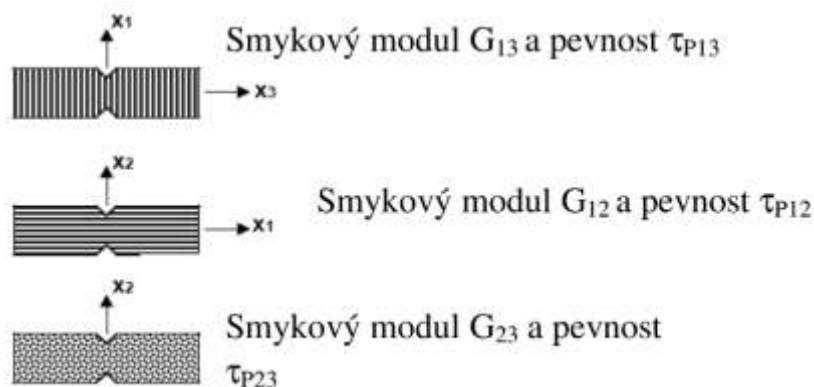 x1
Smykový modul G₁₃ a pevnost τP₁₃
x3
x2
Smykový modul G₁₂ a pevnost τP₁₂
x1
x2
Smykový modul G₂₃ a pevnost
τP₂₃